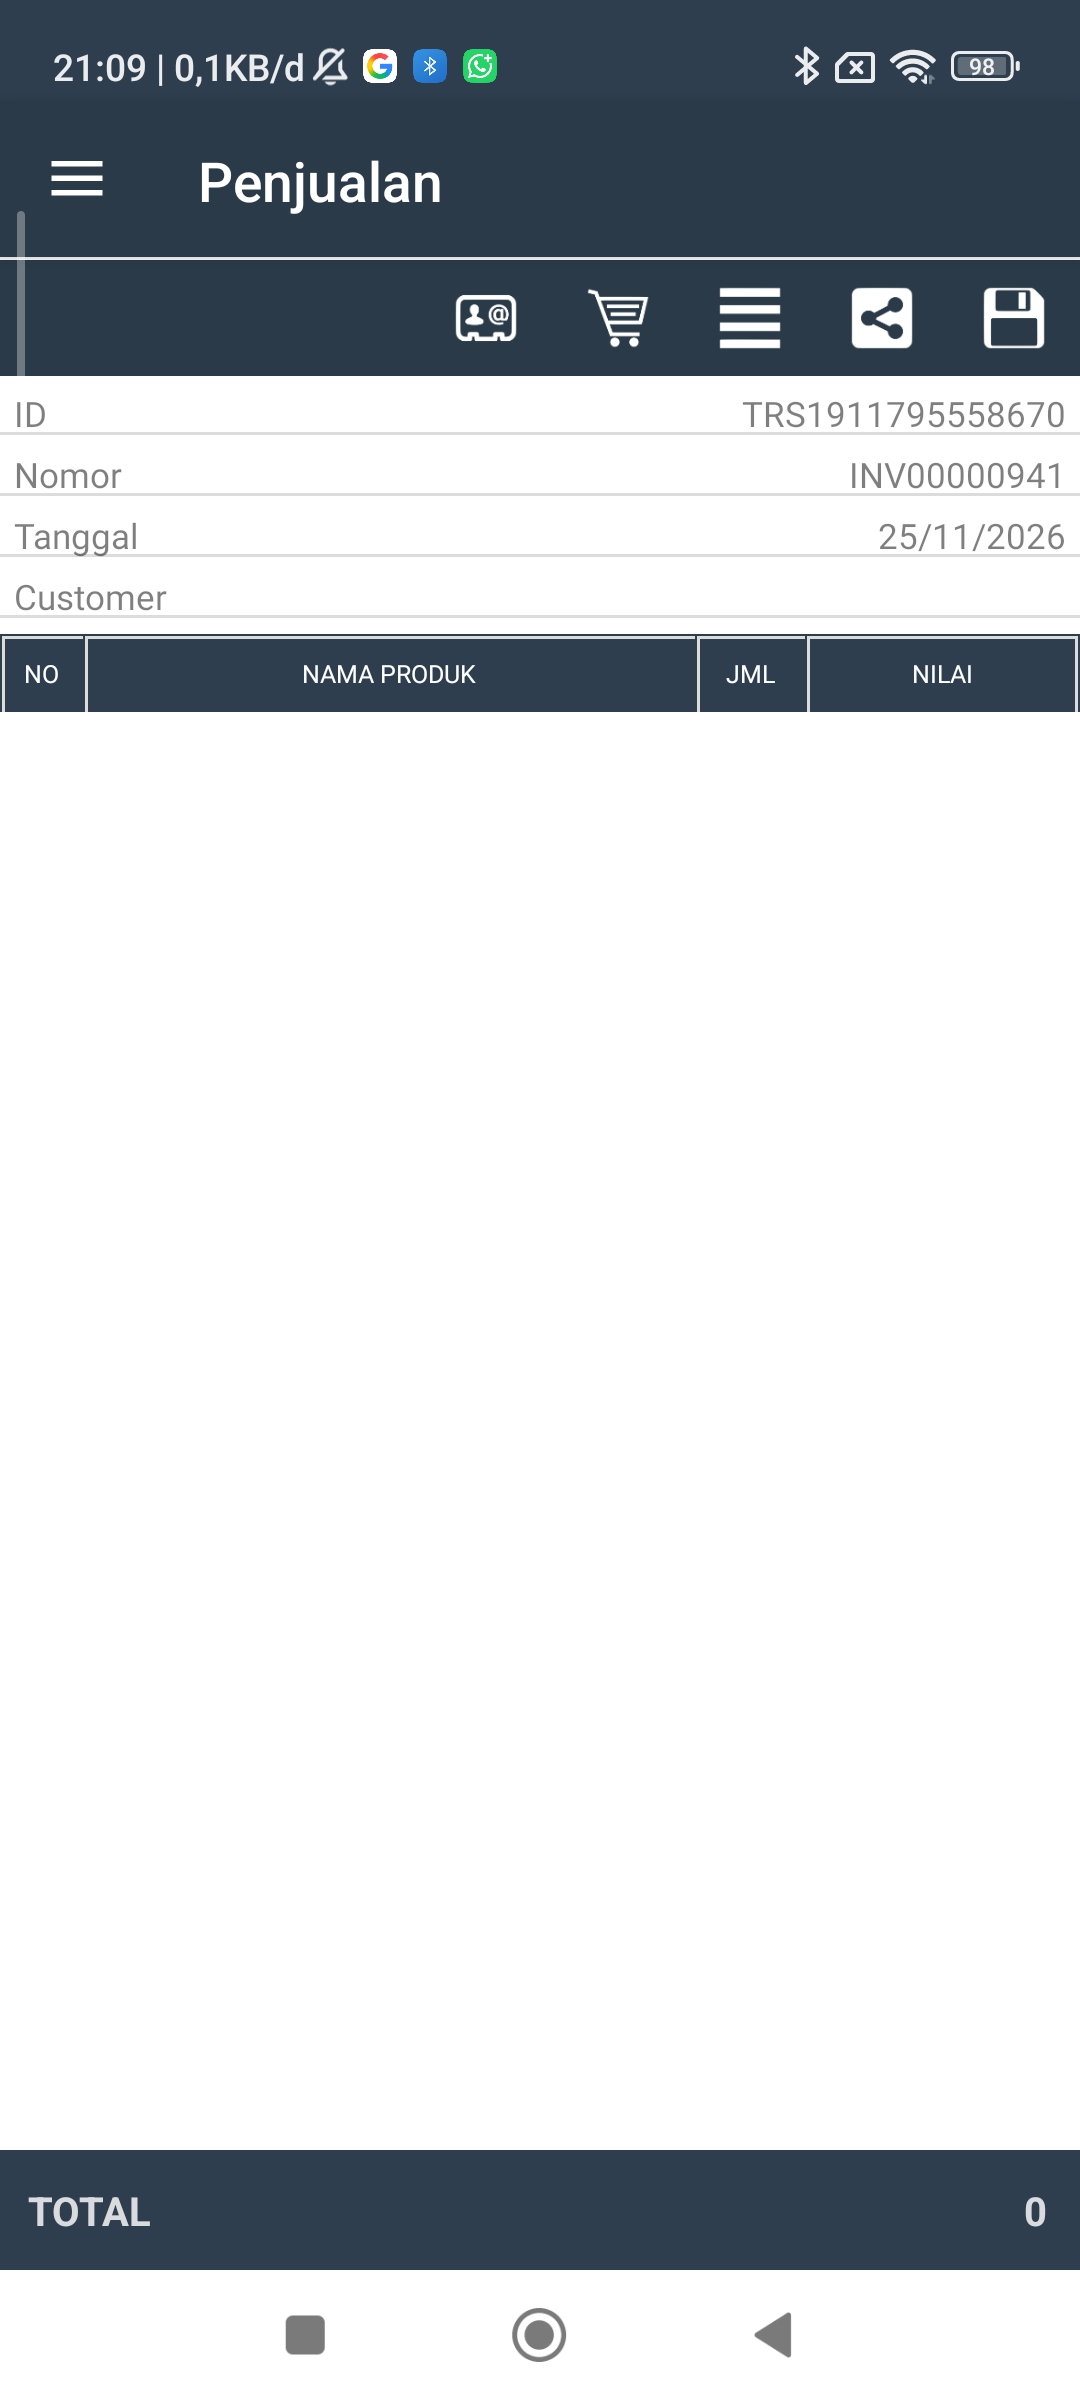 21:09 | 0,1KB/d
98
Penjualan
@
ID TRS1911795558670
Nomor INV00000941
Tanggal 25/11/2026
Customer
NO NAMA PRODUK JML NILAI
TOTAL 0